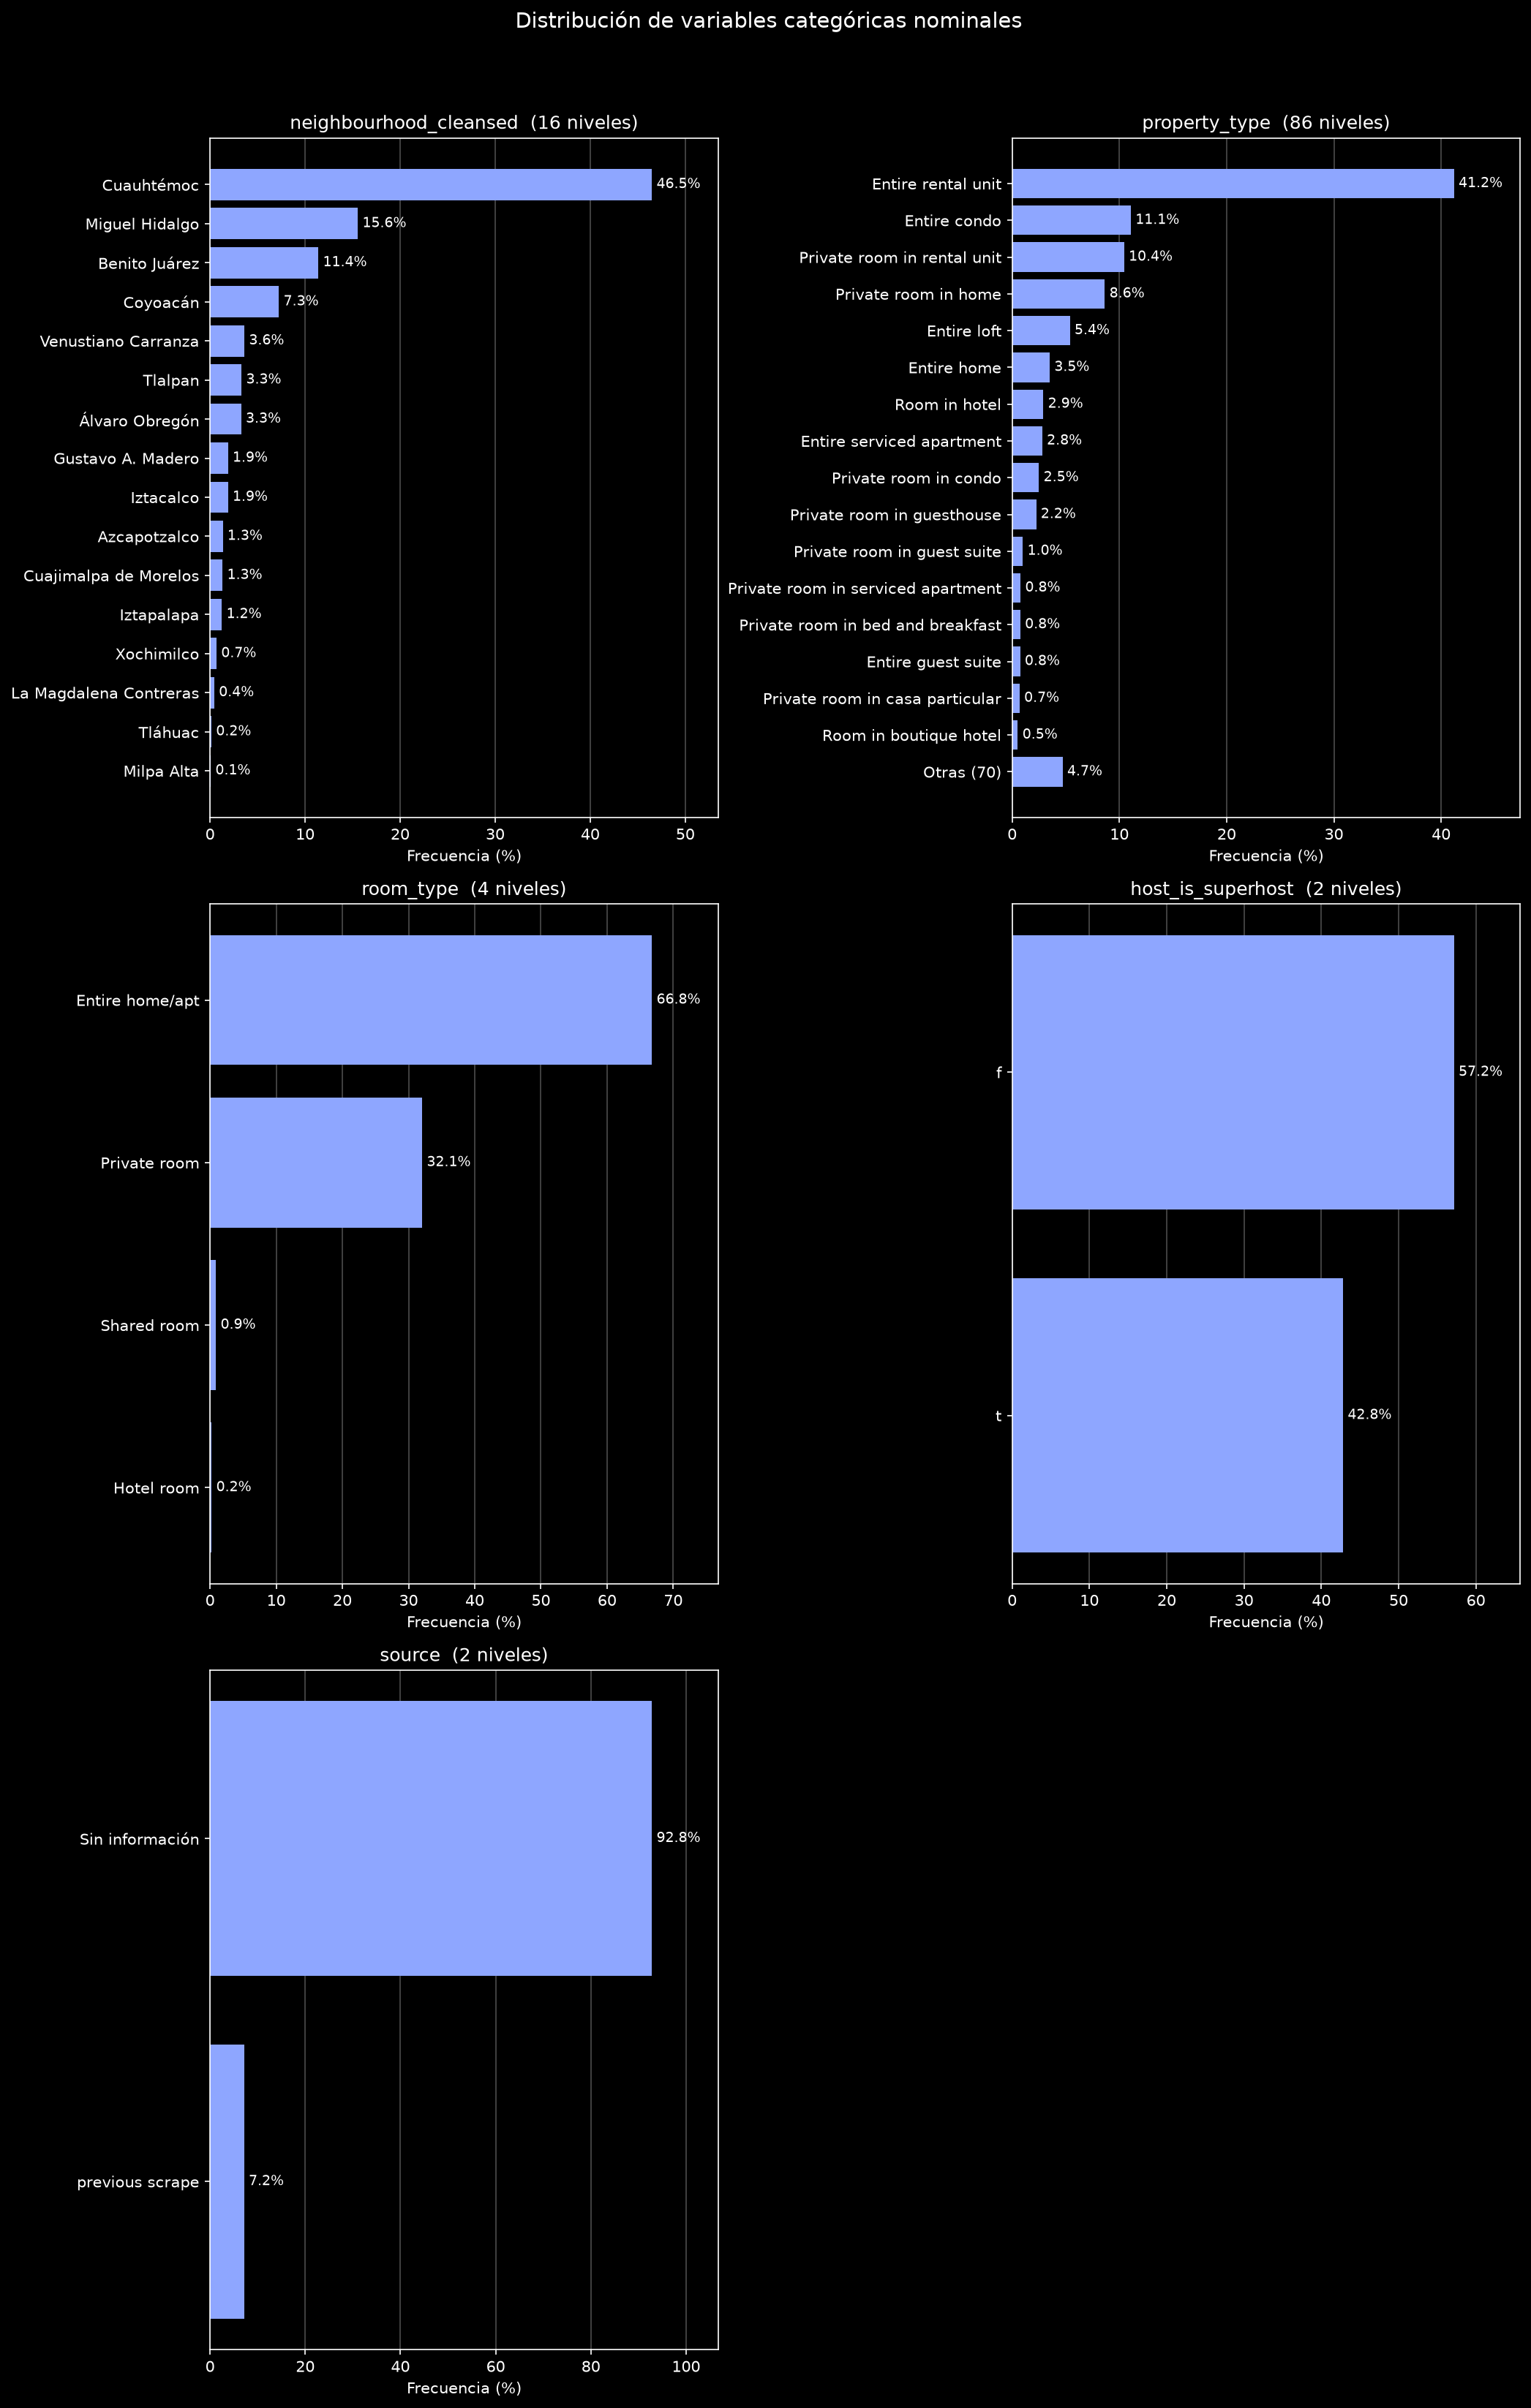 Distribución de variables categóricas nominales
neighbourhood_cleansed (16 niveles)
Cuauhtémoc 46.5%
Miguel Hidalgo 15.6%
Benito Juárez 11.4%
Coyoacán 7.3%
Venustiano Carranza 3.6%
Tlalpan 3.3%
Álvaro Obregón 3.3%
Gustavo A. Madero 1.9%
Iztacalco 1.9%
Azcapotzalco 1.3%
Cuajimalpa de Morelos 1.3%
Iztapalapa 1.2%
Xochimilco 0.7%
La Magdalena Contreras 0.4%
Tláhuac 0.2%
Milpa Alta 0.1%
0 10 20 30 40 50
Frecuencia (%)
property_type (86 niveles)
Entire rental unit 41.2%
Entire condo 11.1%
Private room in rental unit 10.4%
Private room in home 8.6%
Entire loft 5.4%
Entire home 3.5%
Room in hotel 2.9%
Entire serviced apartment 2.8%
Private room in condo 2.5%
Private room in guesthouse 2.2%
Private room in guest suite 1.0%
Private room in serviced apartment 0.8%
Private room in bed and breakfast 0.8%
Entire guest suite 0.8%
Private room in casa particular 0.7%
Room in boutique hotel 0.5%
Otras (70) 4.7%
0 10 20 30 40
Frecuencia (%)
room_type (4 niveles)
Entire home/apt 66.8%
Private room 32.1%
Shared room 0.9%
Hotel room 0.2%
0 10 20 30 40 50 60 70
Frecuencia (%)
host_is_superhost (2 niveles)
f 57.2%
t 42.8%
0 10 20 30 40 50 60
Frecuencia (%)
source (2 niveles)
Sin información 92.8%
previous scrape 7.2%
0 20 40 60 80 100
Frecuencia (%)